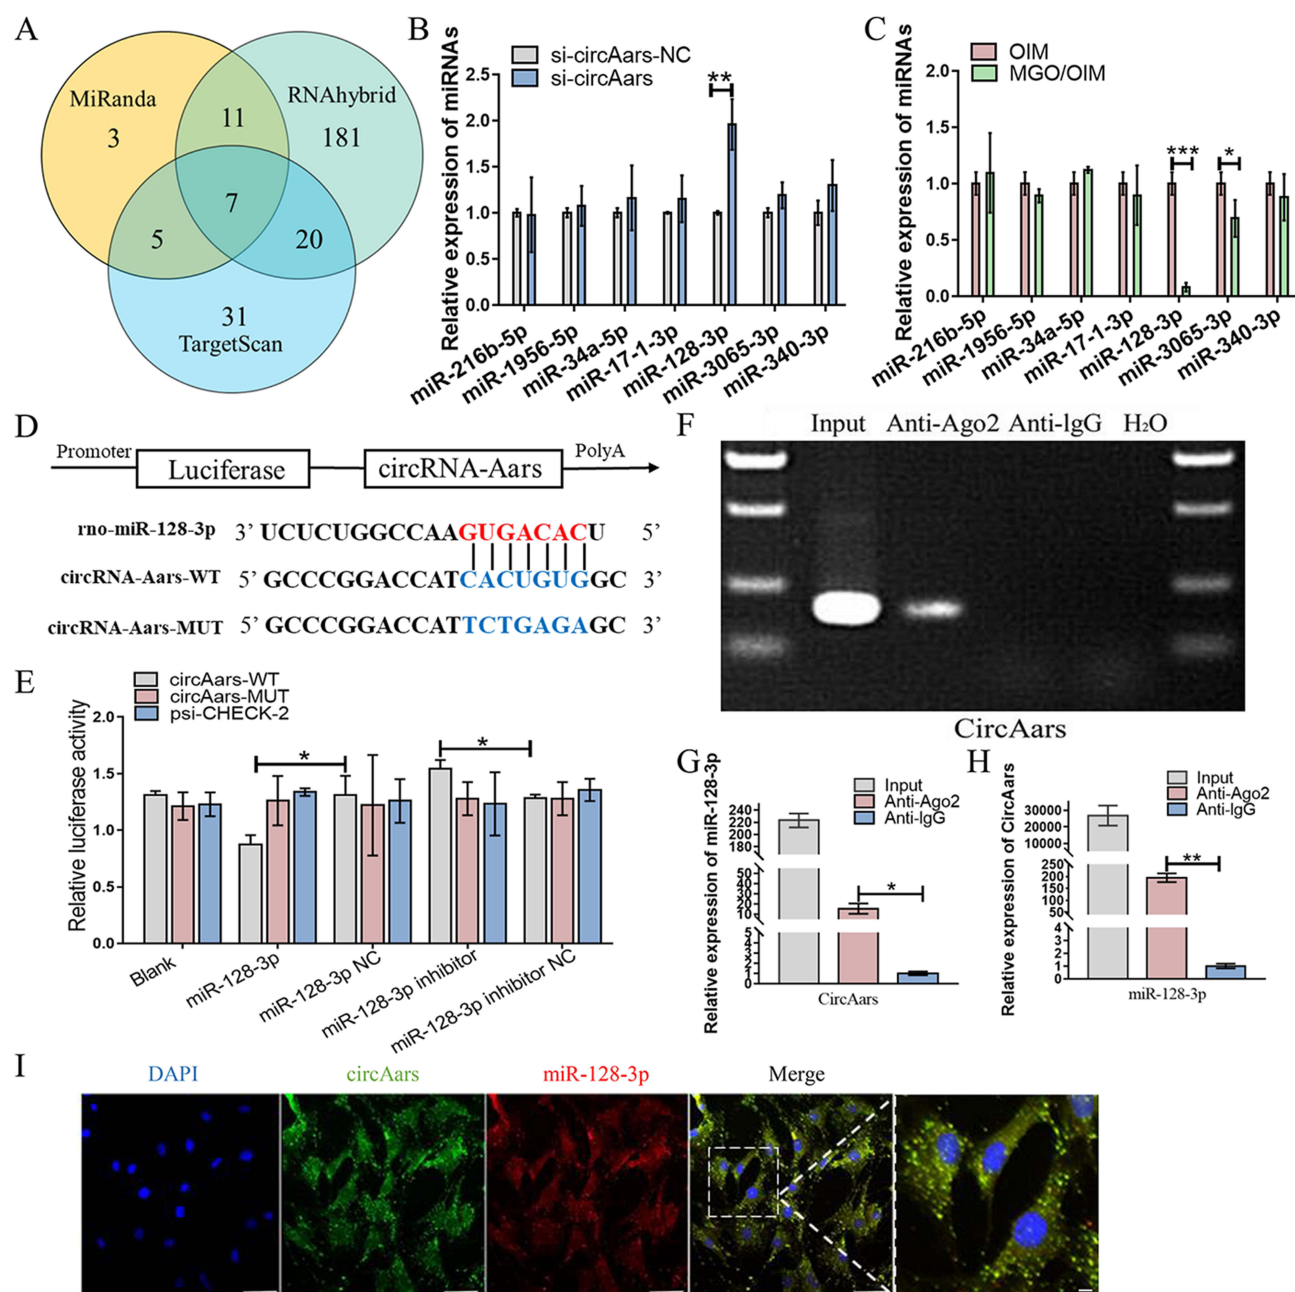 A
MiRanda
3
11
RNAhybrid
181
7
5
20
31
TargetScan
B
si-circAars-NC
si-circAars
Relative expression of miRNAs
2.5
2.0
1.5
1.0
0.5
0.0
**
miR-216b-5p
miR-1956-5p
miR-34a-5p
miR-17-1-3p
miR-128-3p
miR-3065-3p
miR-340-3p
C
OIM
MGO/OIM
Relative expression of miRNAs
2.0
1.5
1.0
0.5
0.0
***
*
miR-216b-5p
miR-1956-5p
miR-34a-5p
miR-17-1-3p
miR-128-3p
miR-3065-3p
miR-340-3p
D
Promoter
Luciferase
circRNA-Aars
PolyA
rno-miR-128-3p 3’ UCUCUGGCCAAGUGACACU 5’
circRNA-Aars-WT 5’ GCCCGGACCATCACUGUGGC 3’
circRNA-Aars-MUT 5’ GCCCGGACCATTCTGAGAGC 3’
E
circAars-WT
circAars-MUT
psi-CHECK-2
Relative luciferase activity
2.0
1.5
1.0
0.5
0.0
*
*
Blank
miR-128-3p
miR-128-3p NC
miR-128-3p inhibitor
miR-128-3p inhibitor NC
F
Input Anti-Ago2 Anti-IgG H₂O
CircAars
G
Input
Anti-Ago2
Anti-IgG
Relative expression of miR-128-3p
240
220
200
180
50
40
30
20
10
5
4
3
2
1
0
*
CircAars
H
Input
Anti-Ago2
Anti-IgG
Relative expression of CircAars
30000
20000
10000
250
200
150
100
50
4
3
2
1
0
**
miR-128-3p
I
DAPI
circAars
miR-128-3p
Merge